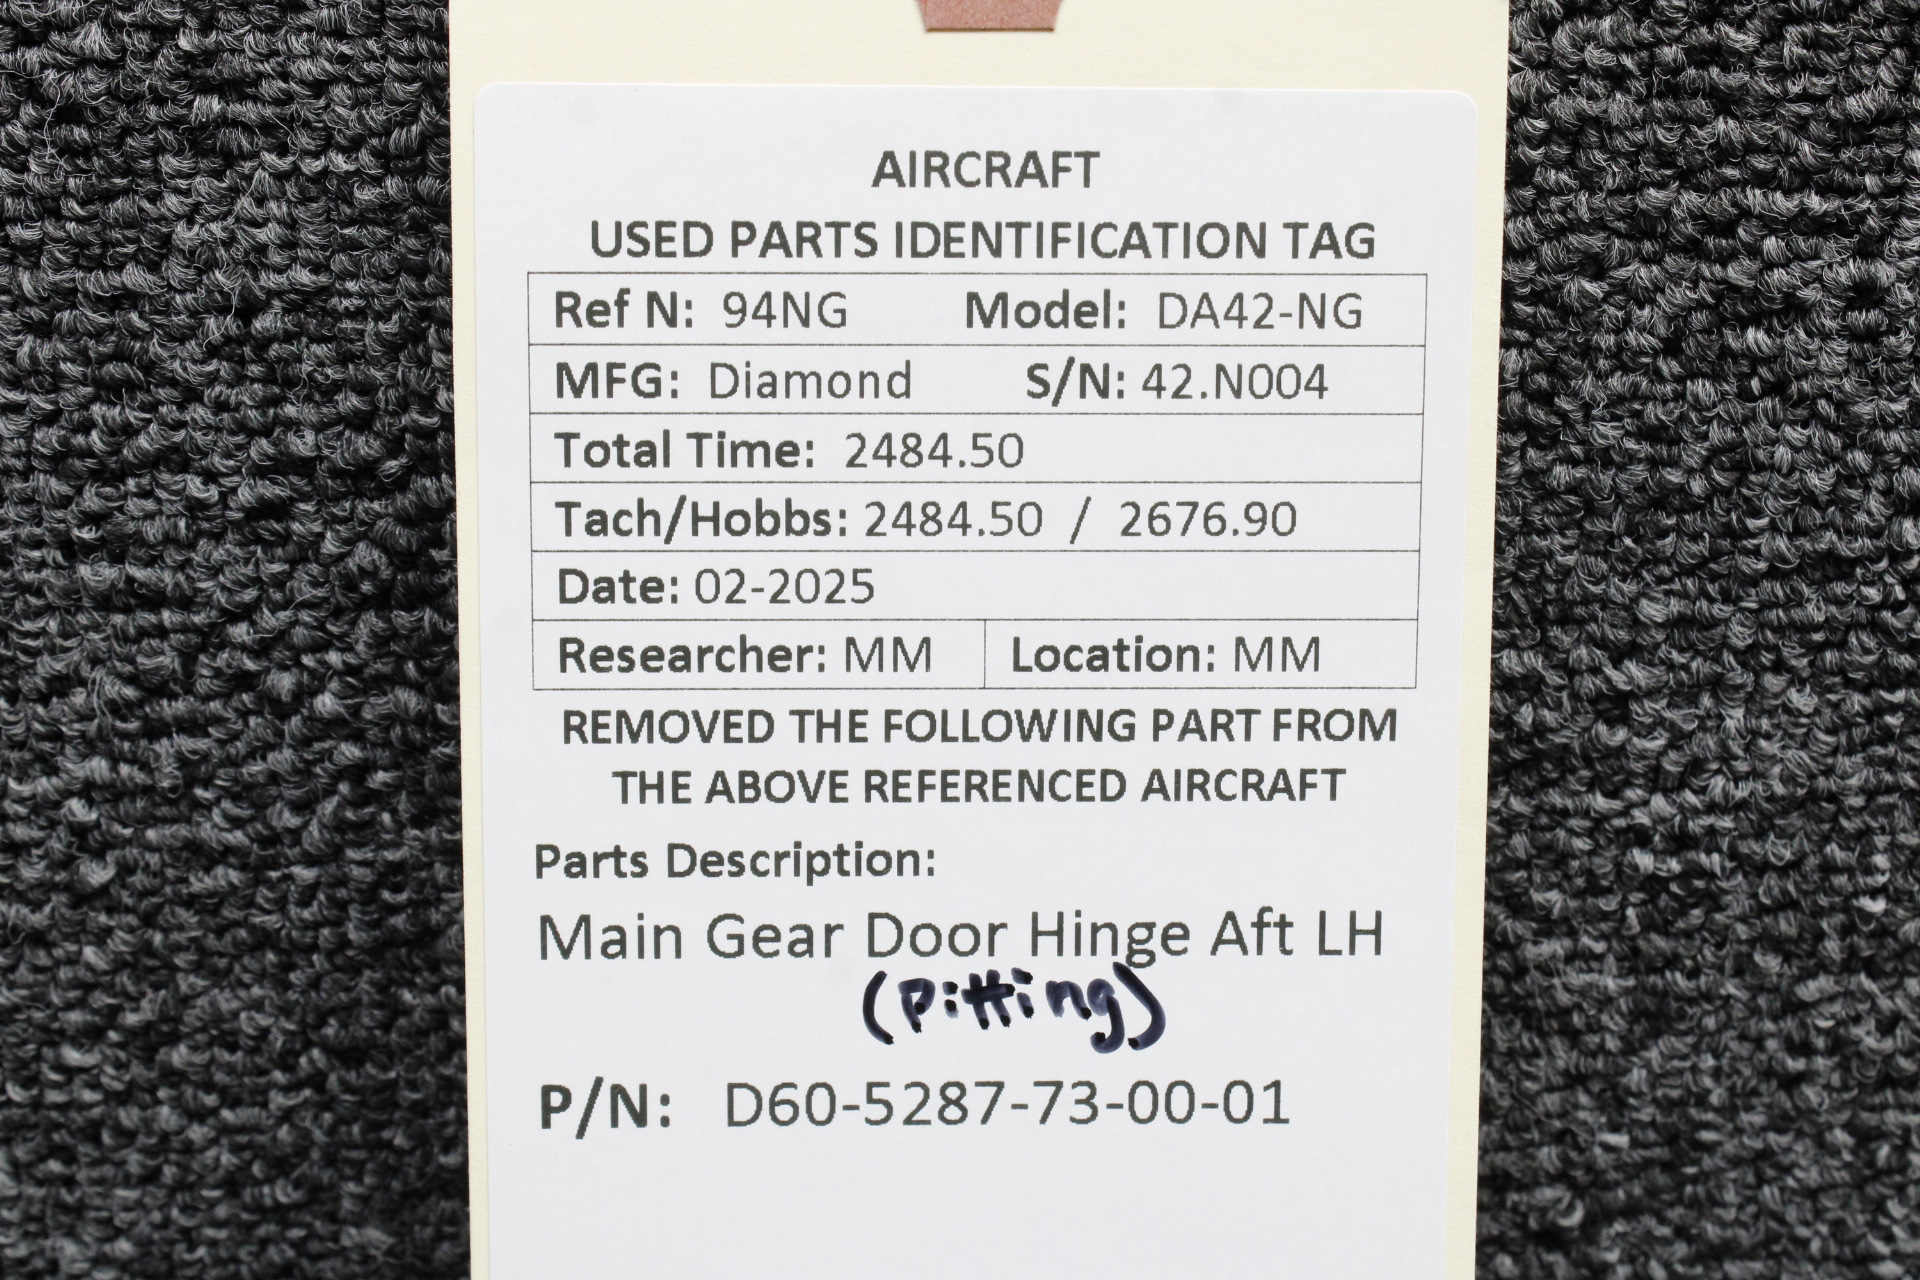 AIRCRAFT
USED PARTS IDENTIFICATION TAG
Ref N: 94NG Model: DA42-NG
MFG: Diamond S/N: 42.N004
Total Time: 2484.50
Tach/Hobbs: 2484.50 / 2676.90
Date: 02-2025
Researcher: MM Location: MM
REMOVED THE FOLLOWING PART FROM
THE ABOVE REFERENCED AIRCRAFT
Parts Description:
Main Gear Door Hinge Aft LH
(pitting)
P/N: D60-5287-73-00-01